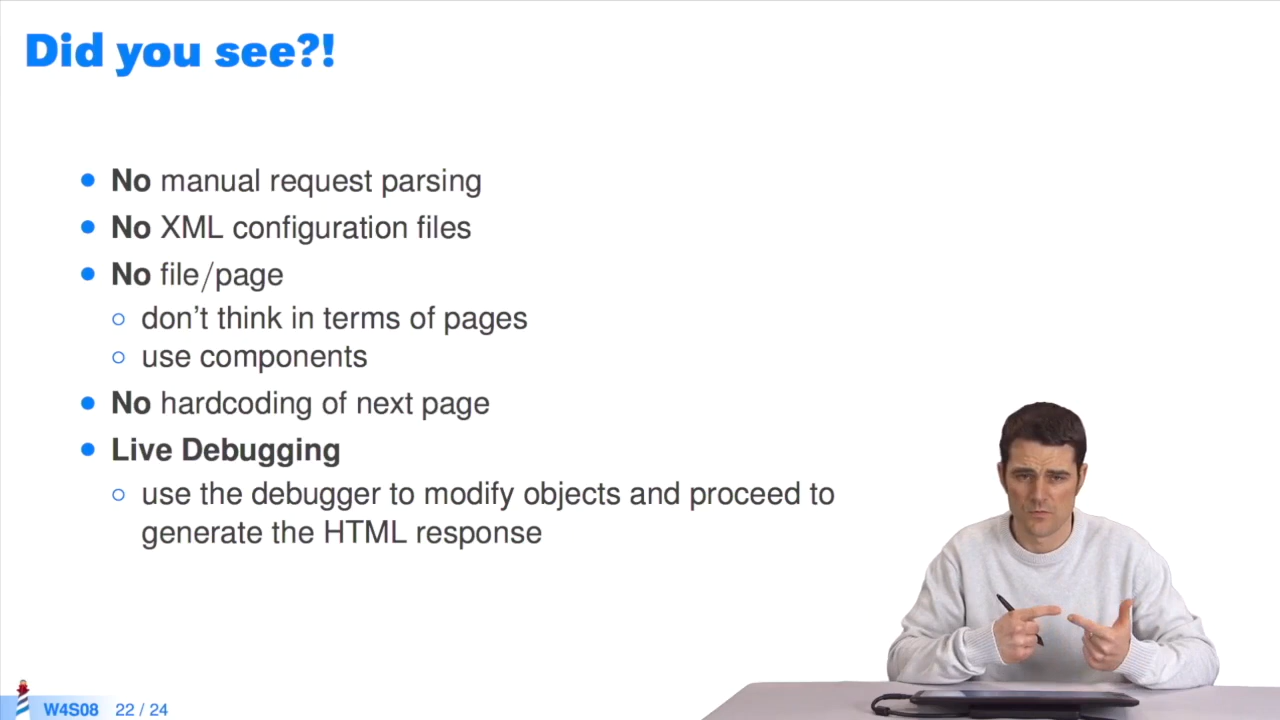 Did you see?!
No manual request parsing
No XML configuration files
No file/page
don't think in terms of pages
use components
No hardcoding of next page
Live Debugging
use the debugger to modify objects and proceed to
generate the HTML response
W4S08 22 / 24